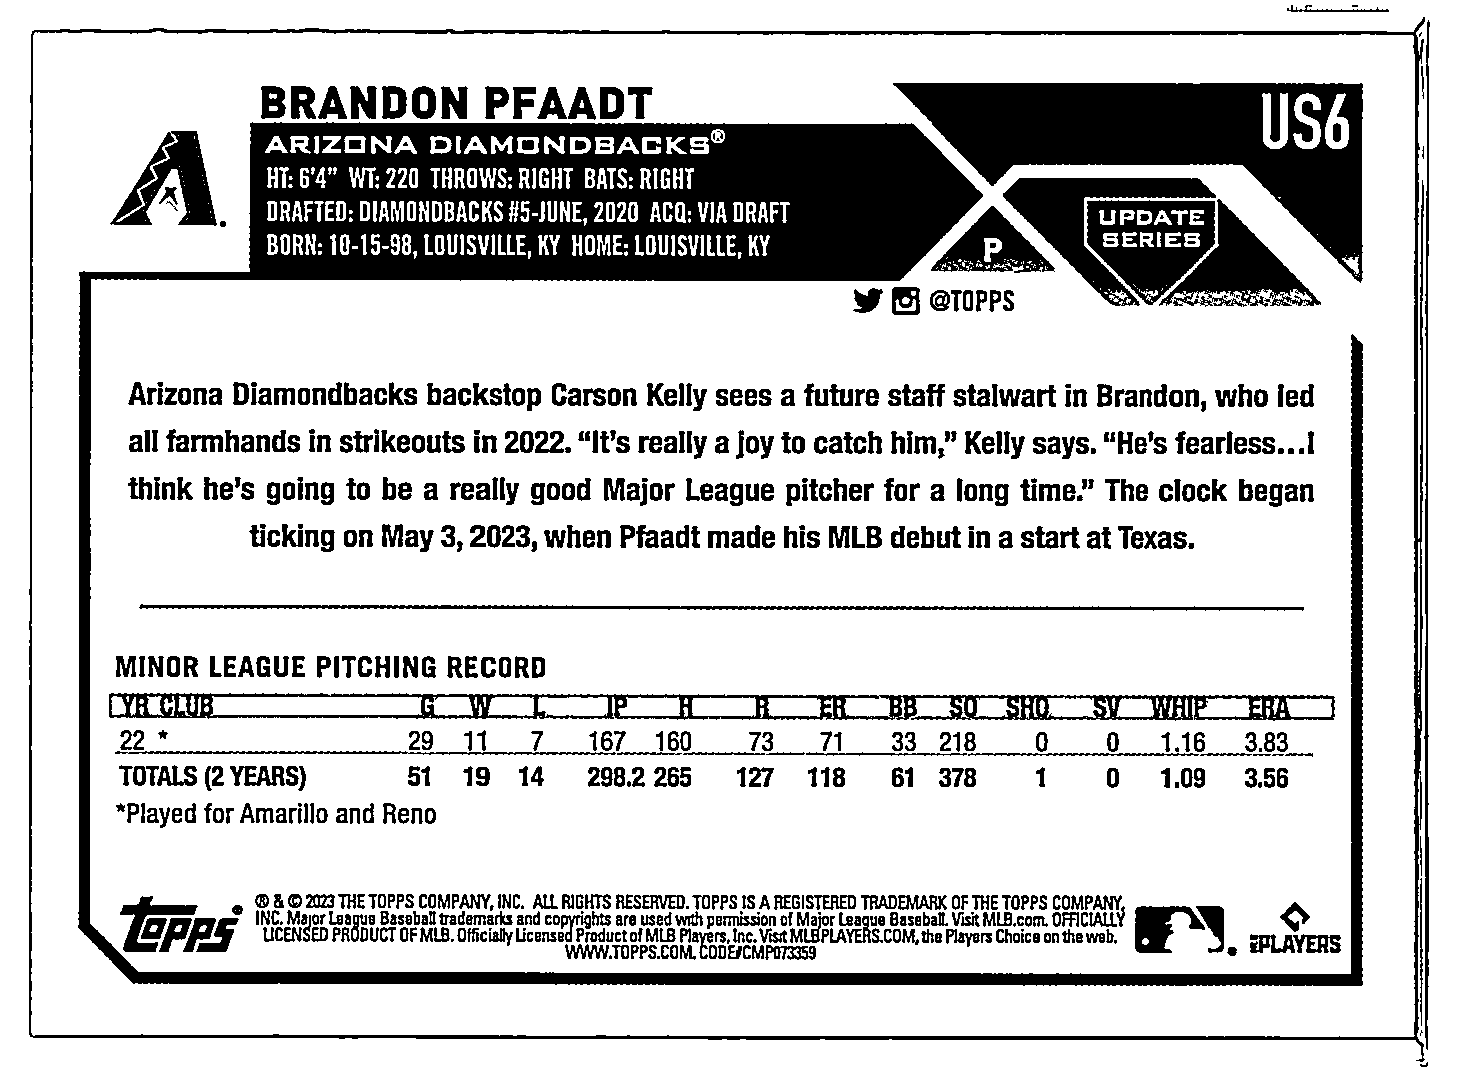 BRANDON PFAADT
US6
ARIZONA DIAMONDBACKS®
HT: 6'4" WT: 220 THROWS: RIGHT BATS: RIGHT
DRAFTED: DIAMONDBACKS #5-JUNE, 2020 ACQ: VIA DRAFT
BORN: 10-15-98, LOUISVILLE, KY HOME: LOUISVILLE, KY
P
UPDATE
SERIES
@TOPPS
Arizona Diamondbacks backstop Carson Kelly sees a future staff stalwart in Brandon, who led
all farmhands in strikeouts in 2022. “It’s really a joy to catch him,” Kelly says. “He’s fearless...I
think he’s going to be a really good Major League pitcher for a long time.” The clock began
ticking on May 3, 2023, when Pfaadt made his MLB debut in a start at Texas.
MINOR LEAGUE PITCHING RECORD
YR CLUB G W L IP H R ER BB SO SHO SV WHIP ERA
22 * 29 11 7 167 160 73 71 33 218 0 0 1.16 3.83
TOTALS (2 YEARS) 51 19 14 298.2 265 127 118 61 378 1 0 1.09 3.56
*Played for Amarillo and Reno
Topps®
® & © 2023 THE TOPPS COMPANY, INC. ALL RIGHTS RESERVED. TOPPS IS A REGISTERED TRADEMARK OF THE TOPPS COMPANY,
INC. Major League Baseball trademarks and copyrights are used with permission of Major League Baseball. Visit MLB.com. OFFICIALLY
LICENSED PRODUCT OF MLB. Officially Licensed Product of MLB Players, Inc. Visit MLBPLAYERS.COM, the Players Choice on the web.
WWW.TOPPS.COM. CODE#CMP073359
PLAYERS